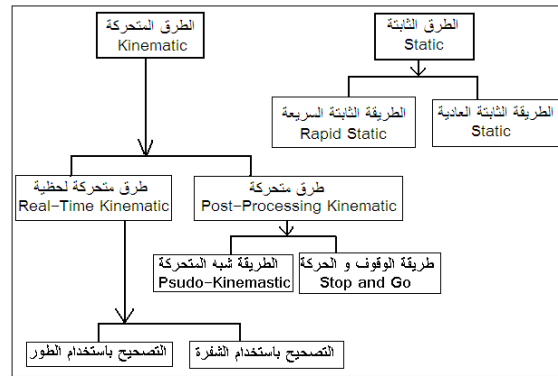 الطرق الثابتة
Static
الطرق المتحركة
Kinematic
الطريقة الثابتة العادية
Static
الطريقة الثابتة السريعة
Rapid Static
طرق متحركة
Post-Processing Kinematic
طرق متحركة لحظية
Real-Time Kinematic
طريقة الوقوف و الحركة
Stop and Go
الطريقة شبه المتحركة
Psudo-Kinemastic
التصحيح باستخدام الشفرة
التصحيح باستخدام الطور